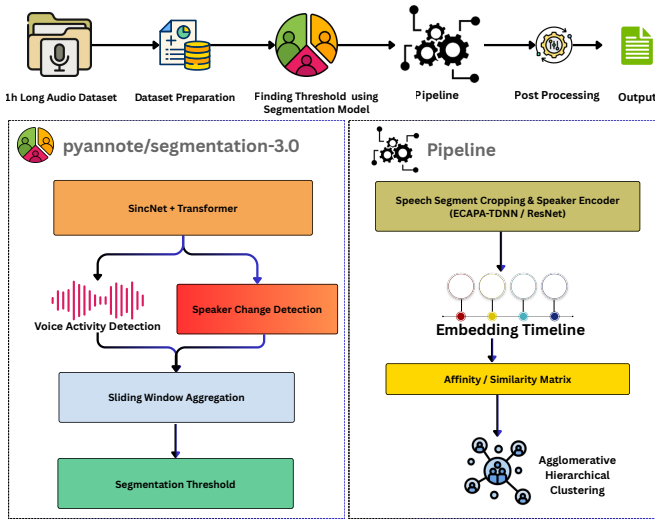 1h Long Audio Dataset
Dataset Preparation
Finding Threshold using
Segmentation Model
Pipeline
Post Processing
Output
pyannote/segmentation-3.0
SincNet + Transformer
Voice Activity Detection
Speaker Change Detection
Sliding Window Aggregation
Segmentation Threshold
Pipeline
Speech Segment Cropping & Speaker Encoder
(ECAPA-TDNN / ResNet)
Embedding Timeline
Affinity / Similarity Matrix
Agglomerative
Hierarchical
Clustering